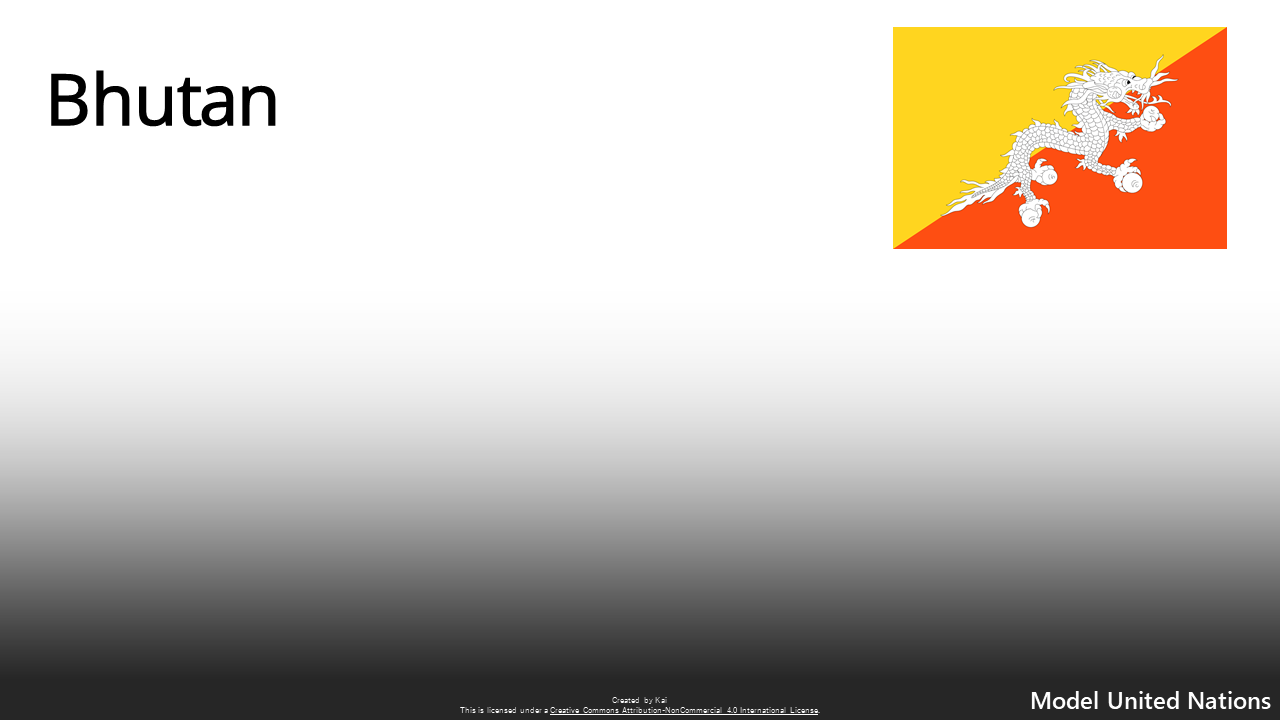 Bhutan
Created by Kai
This is licensed under a Creative Commons Attribution-NonCommercial 4.0 International License.
Model United Nations